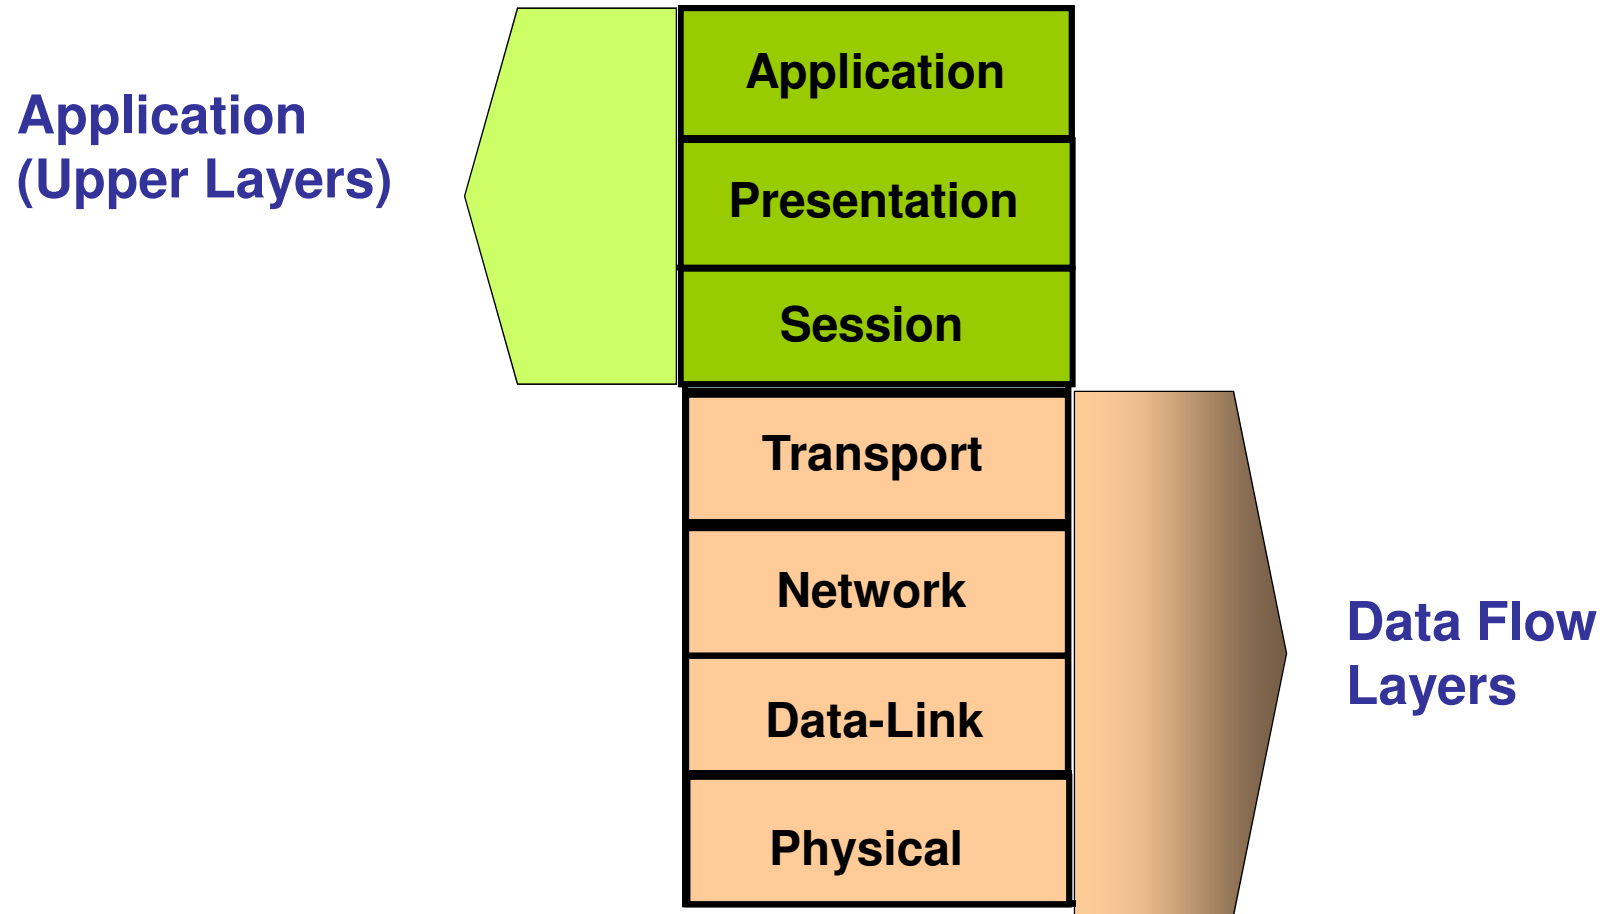 Application
(Upper Layers)
Application
Presentation
Session
Transport
Network
Data-Link
Physical
Data Flow
Layers